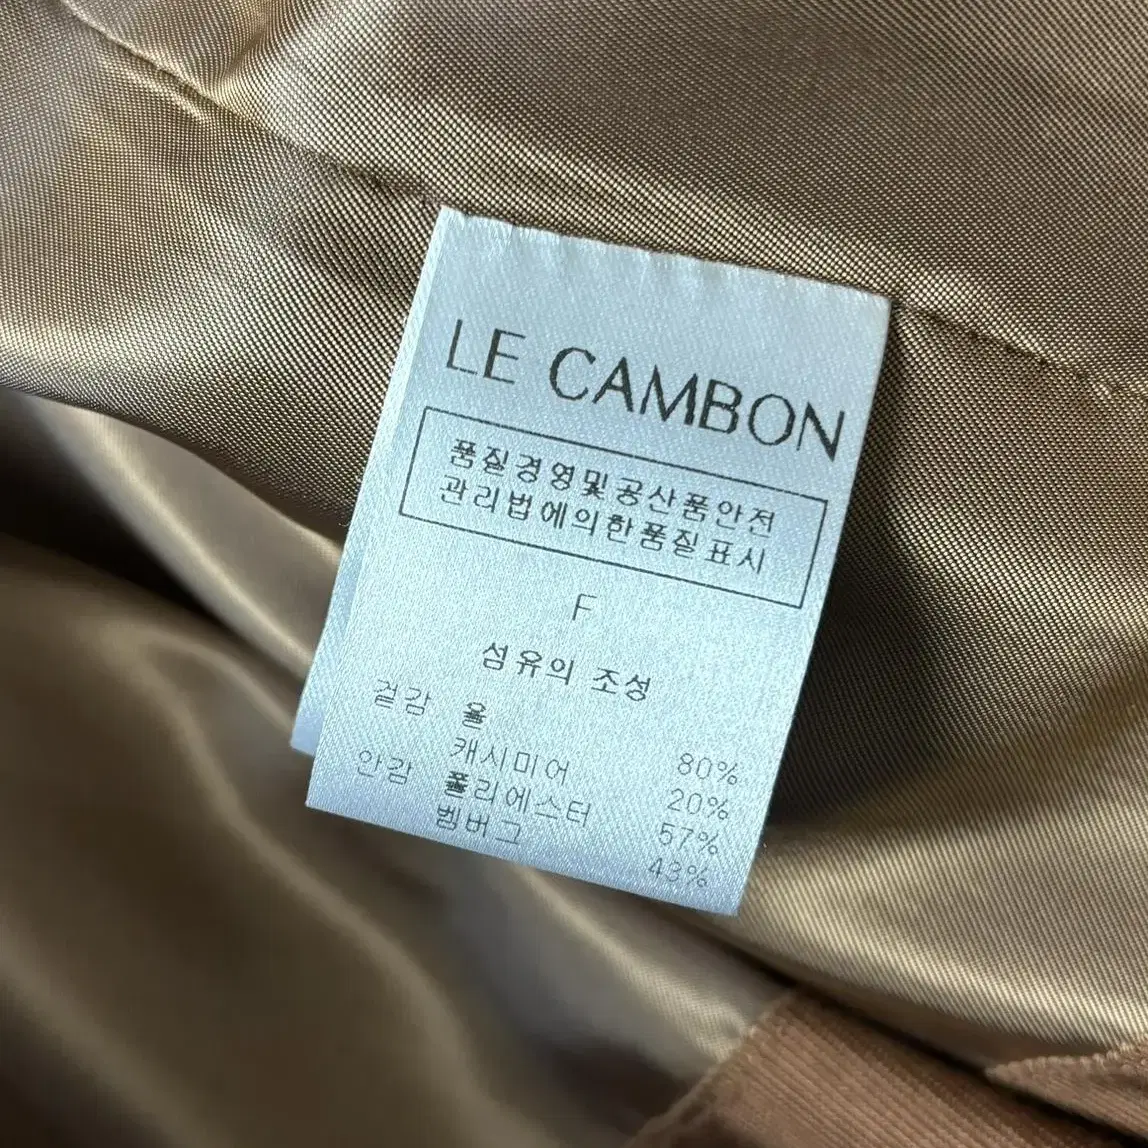 LE CAMBON
품질경영및공산품안전
관리법에의한품질표시
F
섬유의 조성
겉감 울 80%
캐시미어 20%
안감 폴리에스터 57%
벰버그 43%